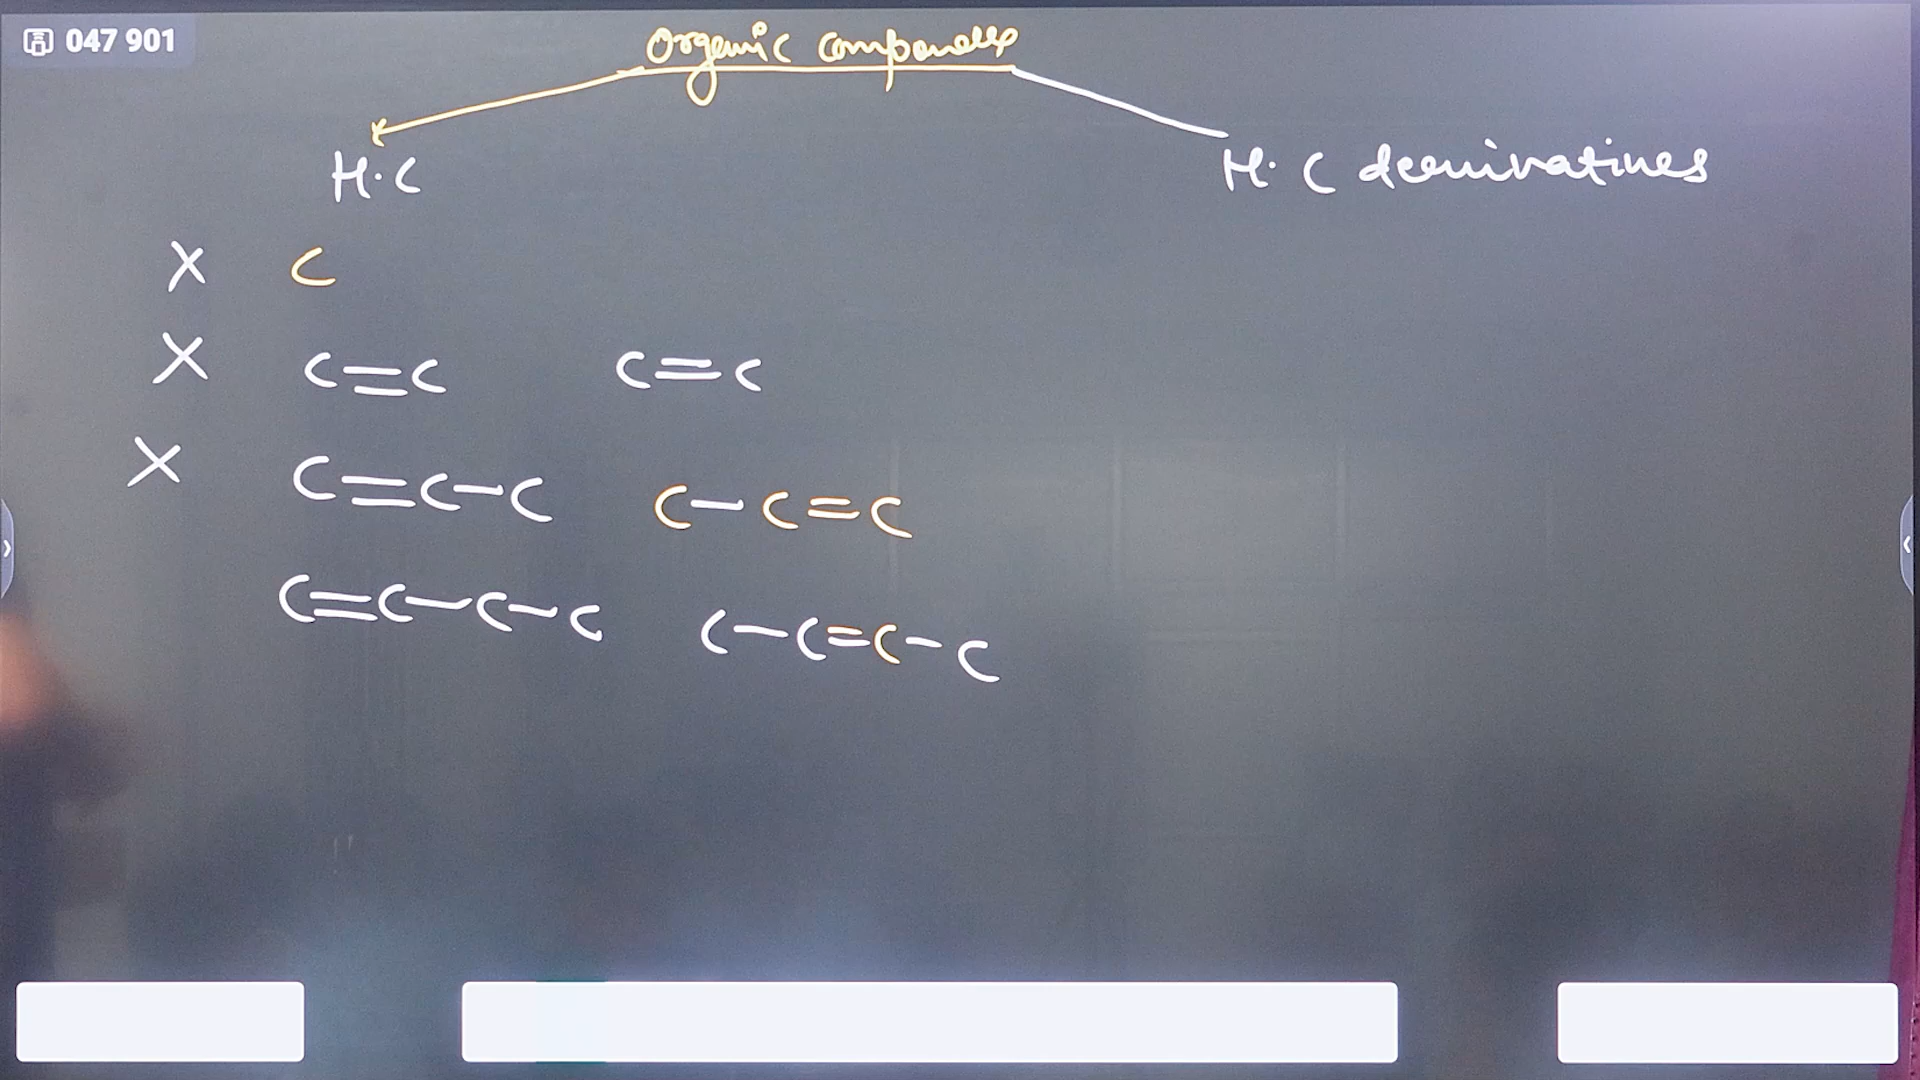 047 901
Organic compounds
H.C
H.C derivatives
X C
X C=C C=C
X C=C-C C-C=C
C=C-C-C C-C=C-C